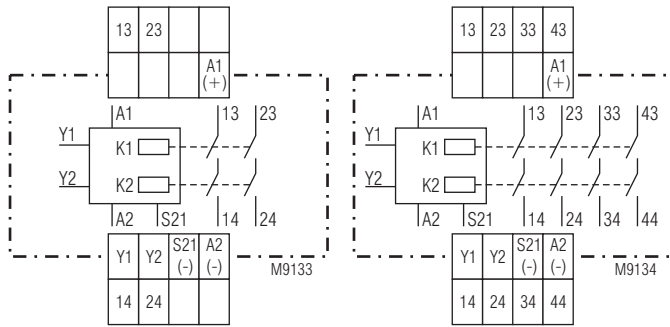 13 23
A1 (+)
A1 13 23
Y1
K1
Y2
K2
A2 S21 14 24
Y1 Y2 S21 (-) A2 (-)
M9133
14 24
13 23 33 43
A1 (+)
A1 13 23 33 43
Y1
K1
Y2
K2
A2 S21 14 24 34 44
Y1 Y2 S21 (-) A2 (-)
M9134
14 24 34 44